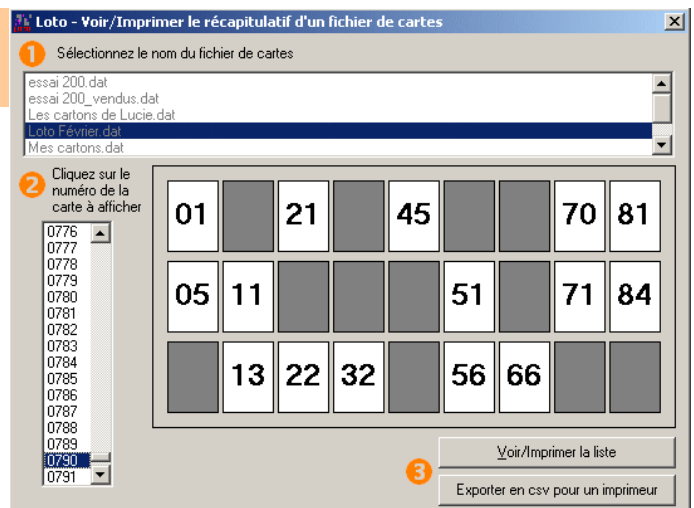 Loto - Voir/Imprimer le récapitulatif d'un fichier de cartes
1 Sélectionnez le nom du fichier de cartes
essai 200.dat
essai 200_vendus.dat
Les cartons de Lucie.dat
Loto Février.dat
Mes cartons.dat
2 Cliquez sur le
numéro de la
carte à afficher
0776
0777
0778
0779
0780
0781
0782
0783
0784
0785
0786
0787
0788
0789
0790
0791
01 21 45 70 81
05 11 51 71 84
13 22 32 56 66
3
Voir/Imprimer la liste
Exporter en csv pour un imprimeur